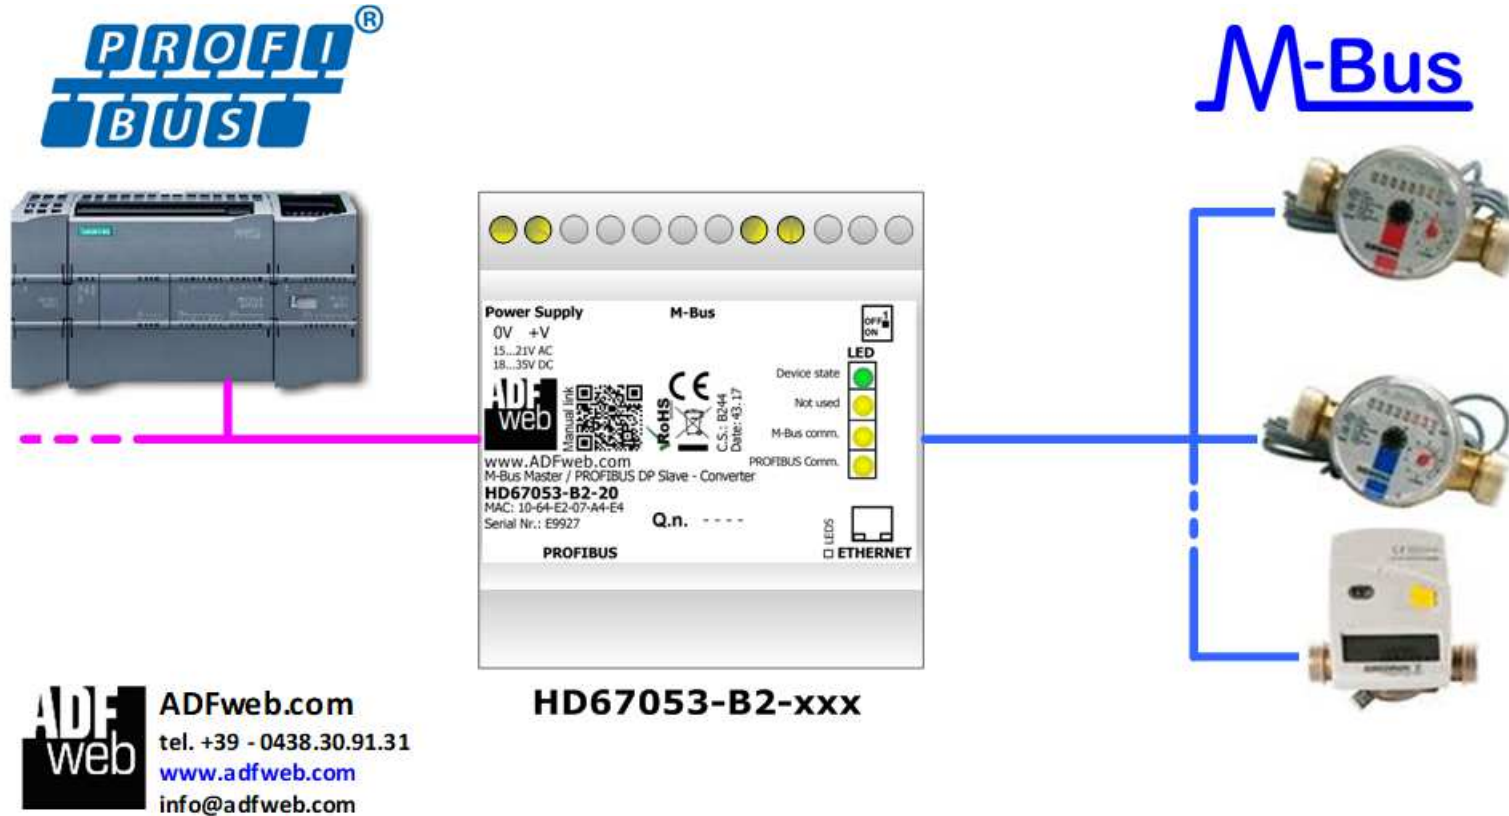 PROFI®
BUS
M-Bus
SIEMENS
Power Supply
M-Bus
0V +V
15...21V AC
18...35V DC
OFF 1
ON
LED
Device state
Not used
M-Bus comm.
PROFIBUS Comm.
ADF
web
Manual link
RoHS
CE
C.S.: B244
Date: 43.17
www.ADFweb.com
M-Bus Master / PROFIBUS DP Slave - Converter
HD67053-B2-20
MAC: 10-64-E2-07-A4-E4
Serial Nr.: E9927
Q.n. - - - -
LEDS
PROFIBUS
ETHERNET
HD67053-B2-xxx
ADF
web
ADFweb.com
tel. +39 - 0438.30.91.31
www.adfweb.com
info@adfweb.com